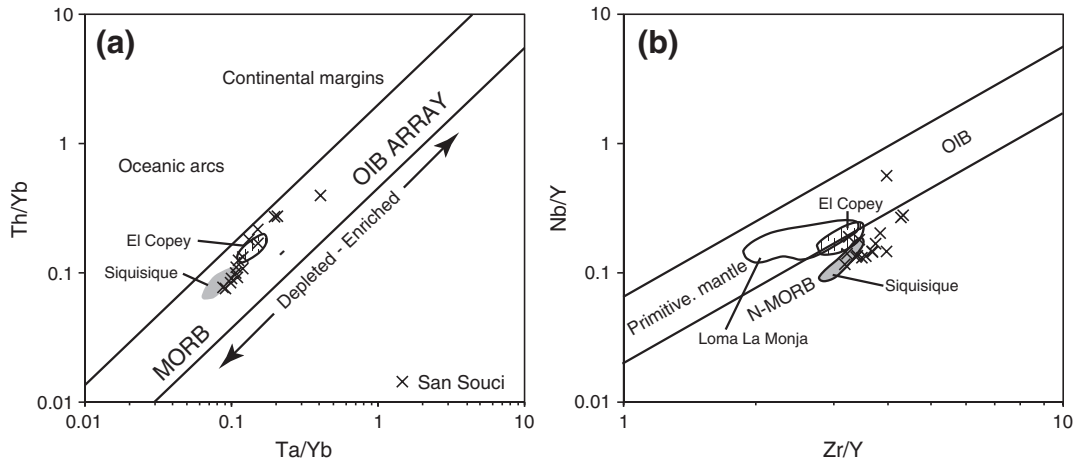 (a)
Continental margins
Oceanic arcs
OIB ARRAY
El Copey
Depleted - Enriched
Siquisique
MORB
San Souci
10
1
0.1
0.01
Th/Yb
0.01
0.1
1
10
Ta/Yb
(b)
OIB
El Copey
Primitive. mantle
N-MORB
Siquisique
Loma La Monja
10
1
0.1
0.01
Nb/Y
1
10
Zr/Y